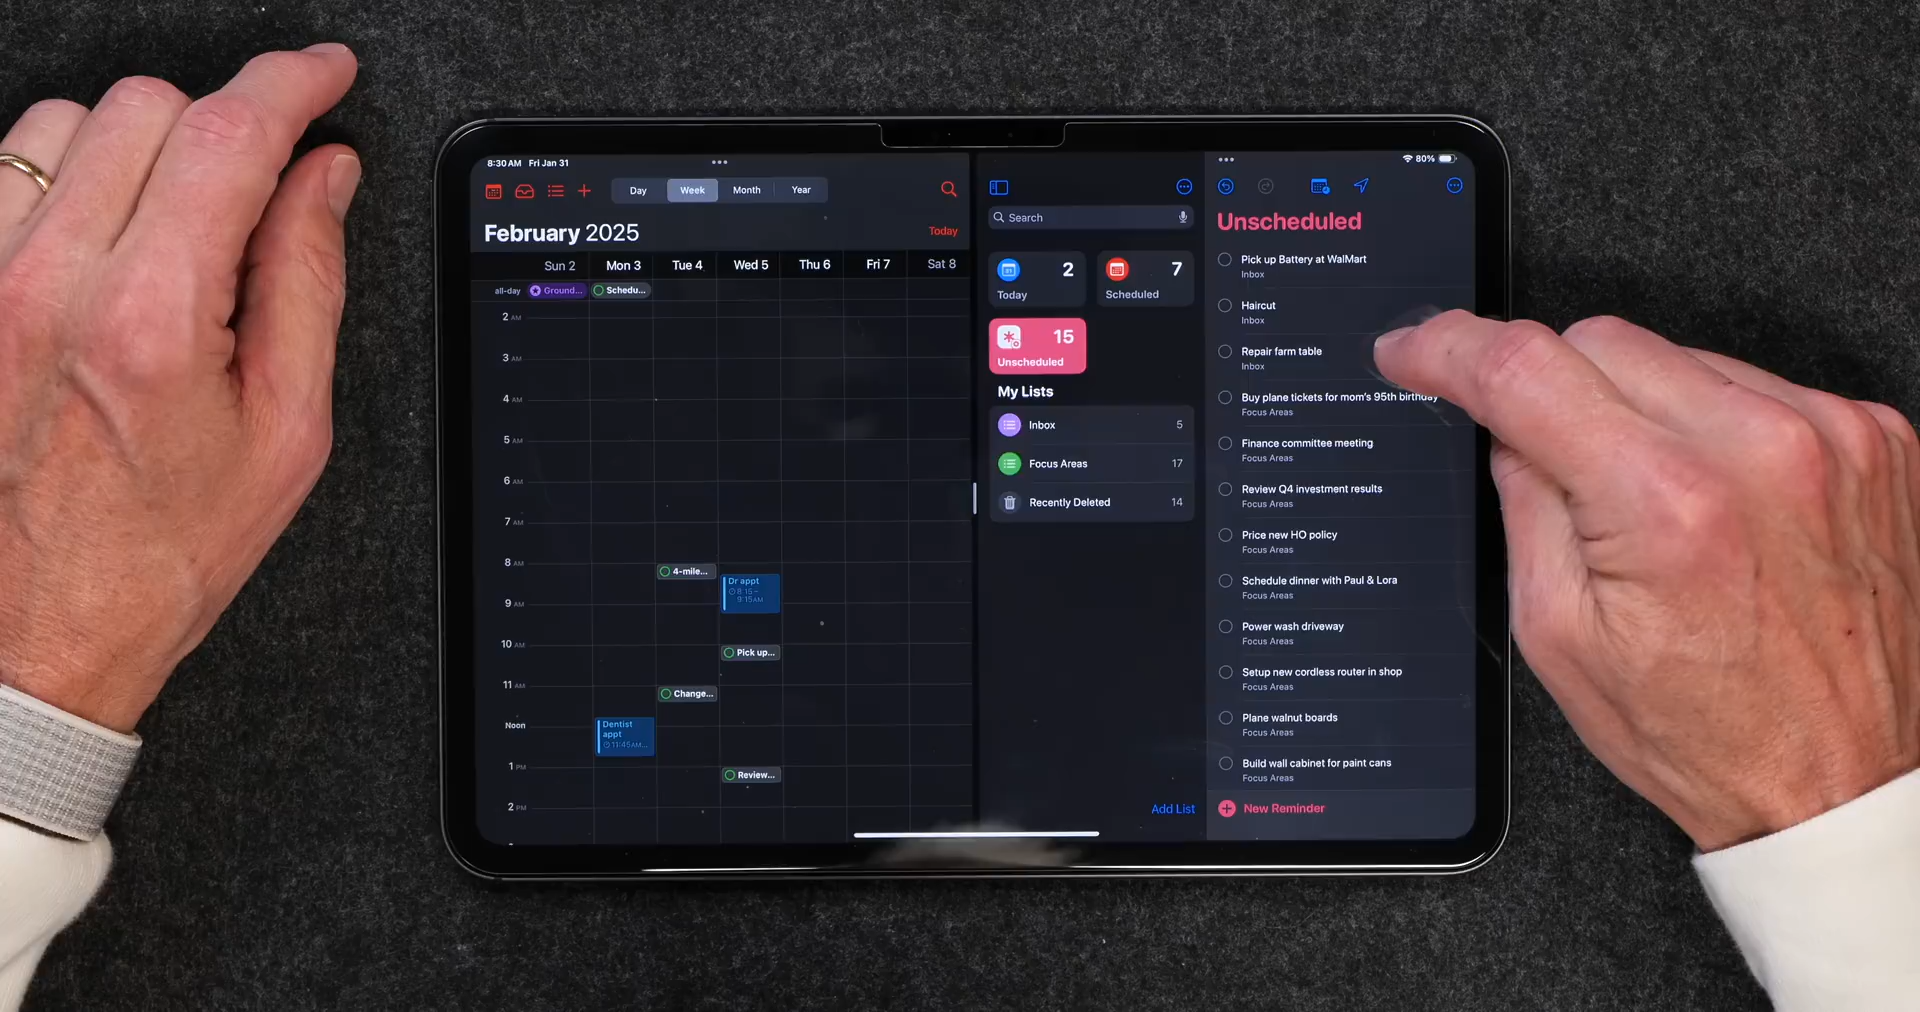 8:30 AM Fri Jan 31
Day Week Month Year
February 2025
Today
Sun 2 Mon 3 Tue 4 Wed 5 Thu 6 Fri 7 Sat 8
all-day Ground... Schedu...
2 AM
3 AM
4 AM
5 AM
6 AM
7 AM
8 AM
4-mile...
Dr appt
8:15–
9:15AM
9 AM
10 AM
Pick up...
11 AM
Change...
Noon
Dentist
appt
11:45AM...
1 PM
Review...
2 PM
Search
2
Today
7
Scheduled
15
Unscheduled
My Lists
Inbox 5
Focus Areas 17
Recently Deleted 14
Add List
80%
Unscheduled
Pick up Battery at WalMart
Inbox
Haircut
Inbox
Repair farm table
Inbox
Buy plane tickets for mom's 95th birthday
Focus Areas
Finance committee meeting
Focus Areas
Review Q4 investment results
Focus Areas
Price new HO policy
Focus Areas
Schedule dinner with Paul & Lora
Focus Areas
Power wash driveway
Focus Areas
Setup new cordless router in shop
Focus Areas
Plane walnut boards
Focus Areas
Build wall cabinet for paint cans
Focus Areas
New Reminder